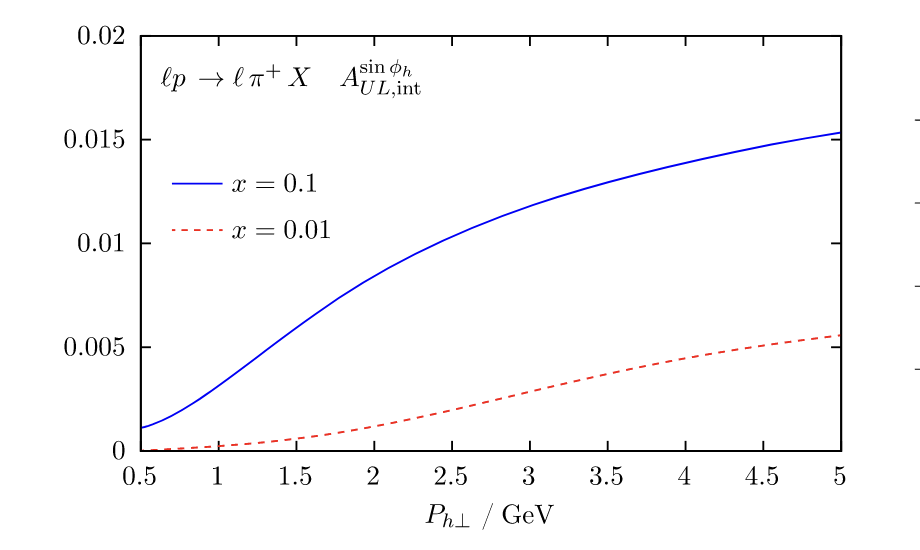 0.02
ℓp → ℓ π⁺ X A_{UL,int}^{sin ϕ_h}
0.015
x = 0.1
x = 0.01
0.01
0.005
0
0.5 1 1.5 2 2.5 3 3.5 4 4.5 5
P_{h⊥} / GeV